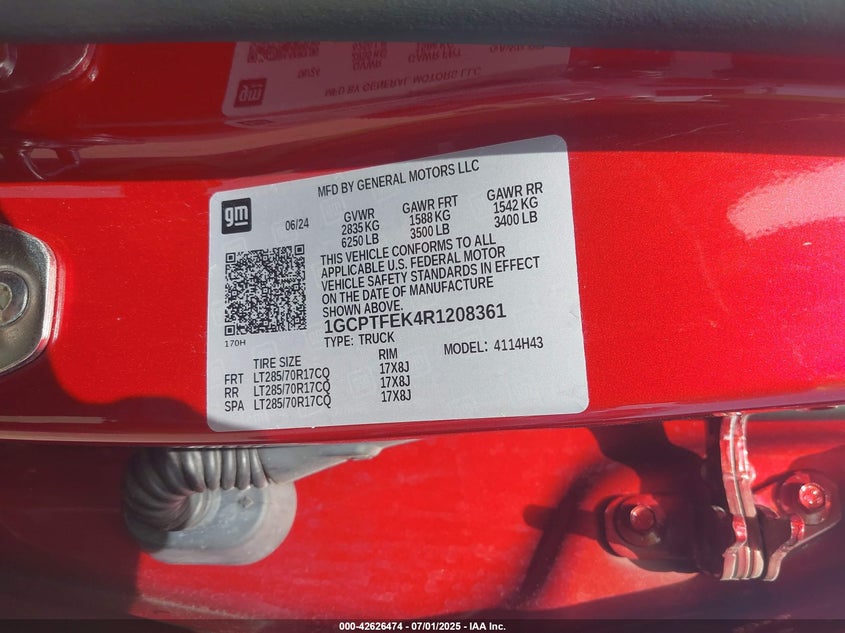 MFD BY GENERAL MOTORS LLC
gm
06/24
GVWR
2835 KG
6250 LB
GAWR FRT
1588 KG
3500 LB
GAWR RR
1542 KG
3400 LB
THIS VEHICLE CONFORMS TO ALL
APPLICABLE U.S. FEDERAL MOTOR
VEHICLE SAFETY STANDARDS IN EFFECT
ON THE DATE OF MANUFACTURE
SHOWN ABOVE.
1GCPTFEK4R1208361
TYPE: TRUCK
MODEL: 4114H43
170H
TIRE SIZE RIM
FRT LT285/70R17CQ 17X8J
RR LT285/70R17CQ 17X8J
SPA LT285/70R17CQ 17X8J
000-42626474 - 07/01/2025 - IAA Inc.